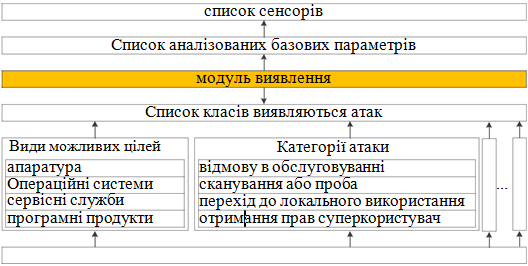 список сенсорів
Список аналізованих базових параметрів
модуль виявлення
Список класів виявляються атак
Види можливих цілей
апаратура
Операційні системи
сервісні служби
програмні продукти
Категорії атаки
відмову в обслуговуванні
сканування або проба
перехід до локального використання
отримання прав суперкористувач
...